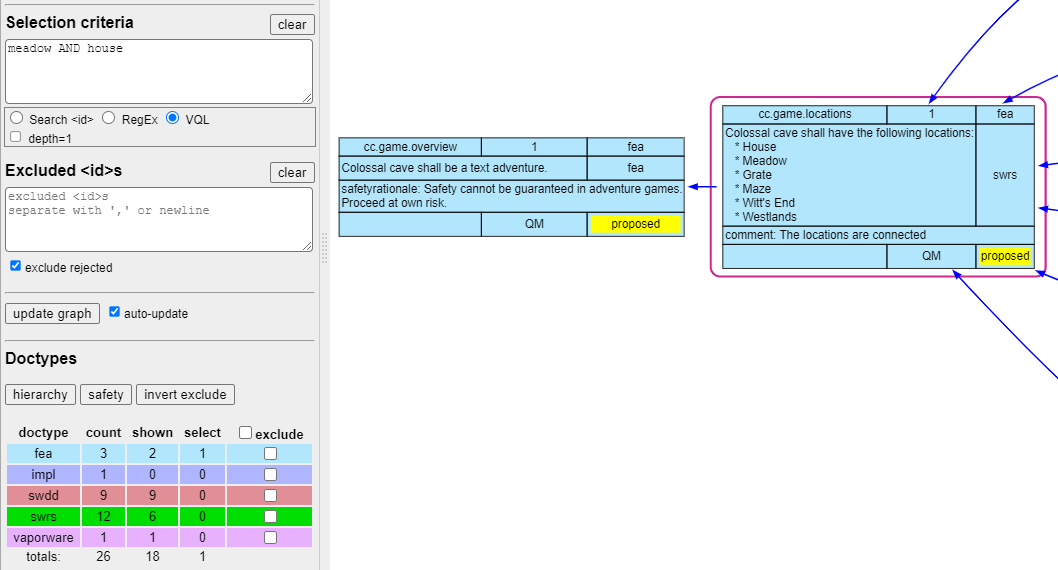 Selection criteria
clear
meadow AND house
Search <id> RegEx VQL
depth=1
Excluded <id>s
clear
excluded <id>s
separate with ',' or newline
exclude rejected
update graph
auto-update
Doctypes
hierarchy safety invert exclude
doctype count shown select exclude
fea 3 2 1
impl 1 0 0
swdd 9 9 0
swrs 12 6 0
vaporware 1 1 0
totals: 26 18 1
cc.game.overview 1 fea
Colossal cave shall be a text adventure. fea
safetyrationale: Safety cannot be guaranteed in adventure games.
Proceed at own risk.
QM proposed
cc.game.locations 1 fea
Colossal cave shall have the following locations:
* House
* Meadow
* Grate
* Maze
* Witt's End
* Westlands
swrs
comment: The locations are connected
QM proposed